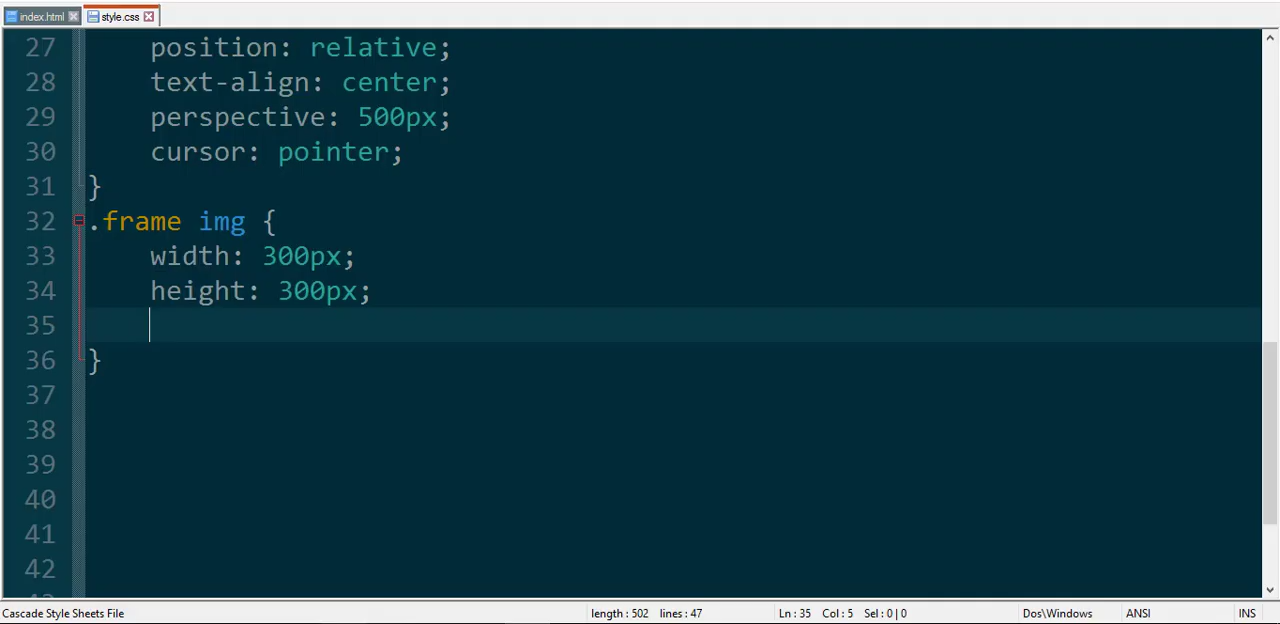 index.html style.css
27 position: relative;
28 text-align: center;
29 perspective: 500px;
30 cursor: pointer;
31 }
32 .frame img {
33 width: 300px;
34 height: 300px;
35
36 }
37
38
39
40
41
42
Cascade Style Sheets File length : 502 lines : 47 Ln : 35 Col : 5 Sel : 0 | 0 Dos\Windows ANSI INS